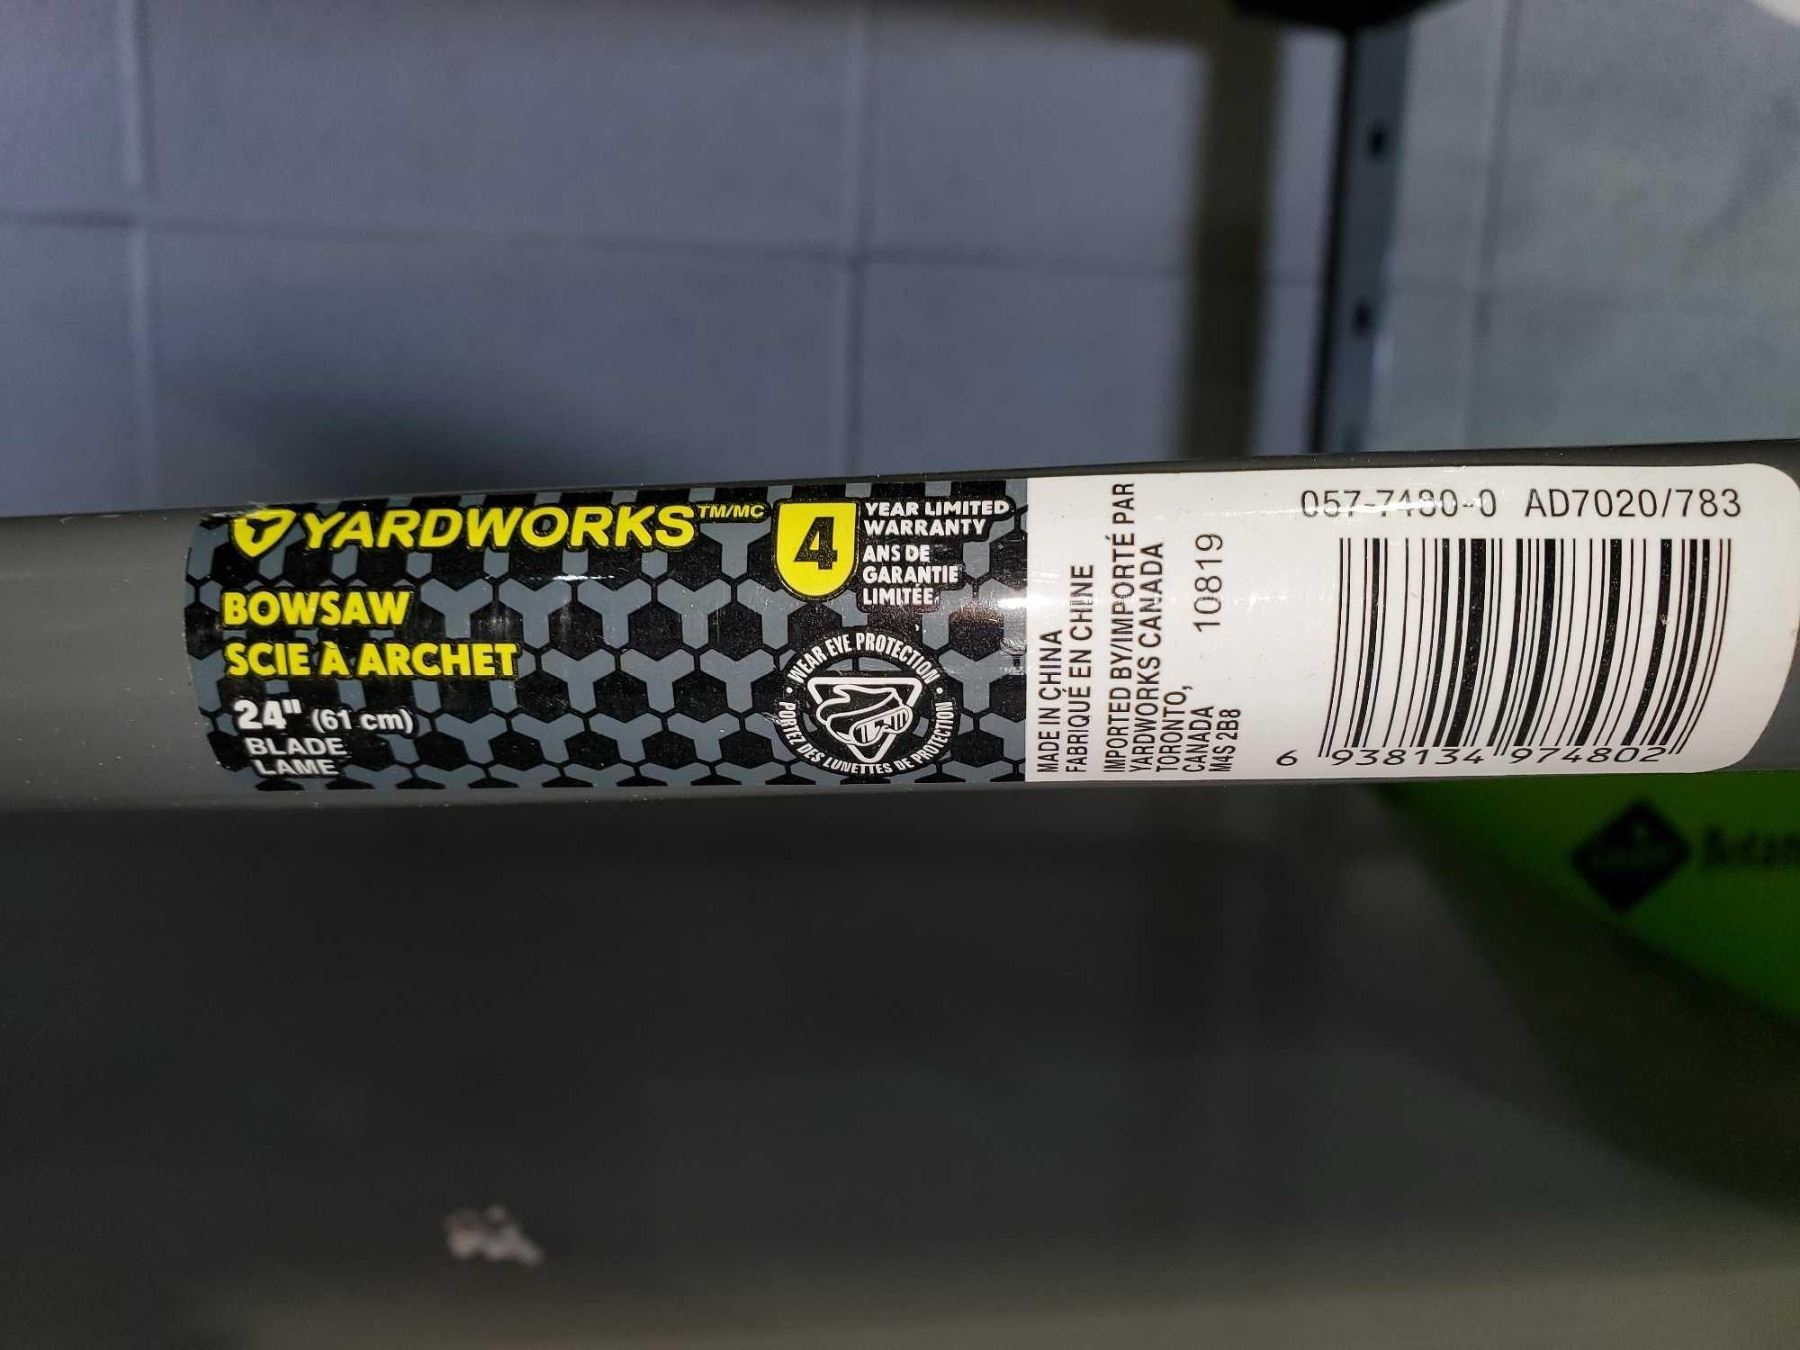 YARDWORKS TM/MC
BOWSAW
SCIE À ARCHET
24" (61 cm)
BLADE
LAME
4
YEAR LIMITED
WARRANTY
ANS DE
GARANTIE
LIMITÉE
• WEAR EYE PROTECTION •
PORTEZ DES LUNETTES DE PROTECTION
MADE IN CHINA
FABRIQUÉ EN CHINE
IMPORTED BY/IMPORTÉ PAR
YARDWORKS CANADA
TORONTO,
CANADA
M4S 2B8
10819
057-7480-0 AD7020/783
6 938134 974802